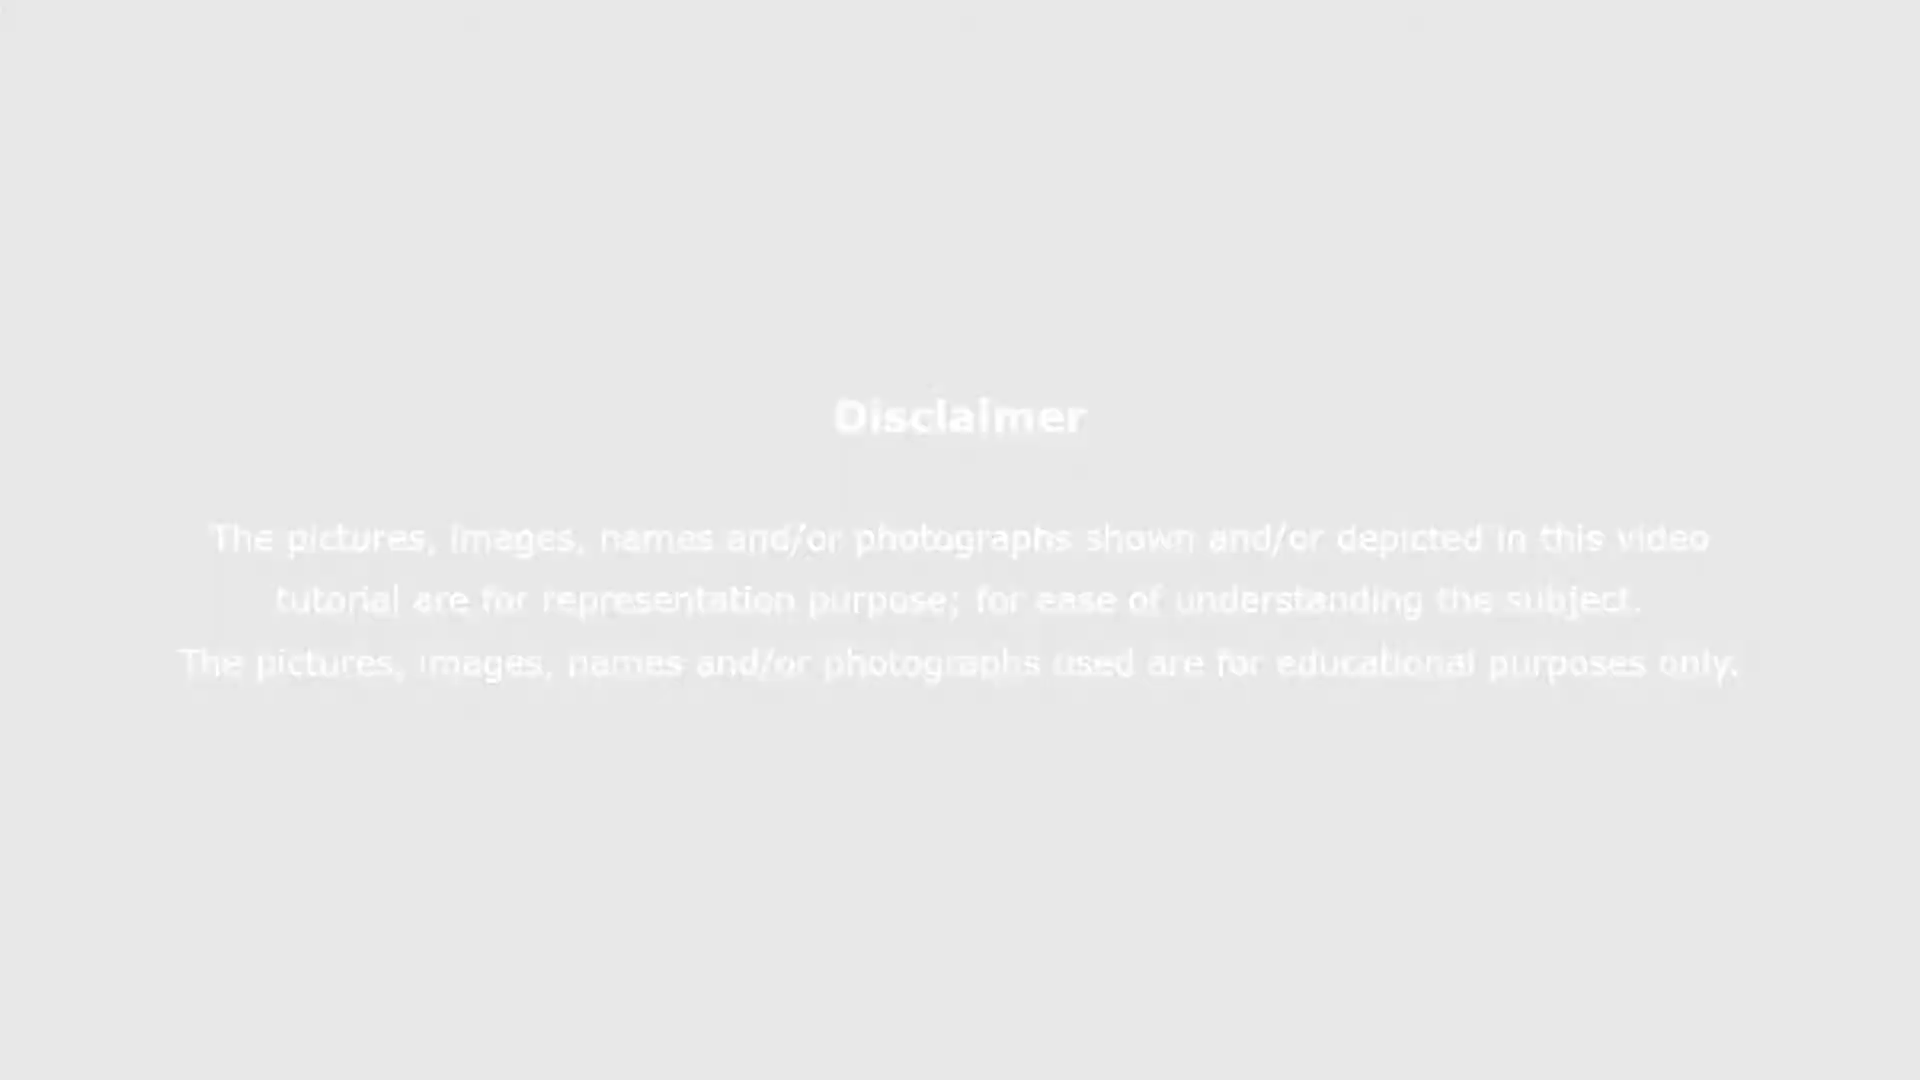 Disclaimer
The pictures, images, names and/or photographs shown and/or depicted in this video
tutorial are for representation purpose; for ease of understanding the subject.
The pictures, images, names and/or photographs used are for educational purposes only.